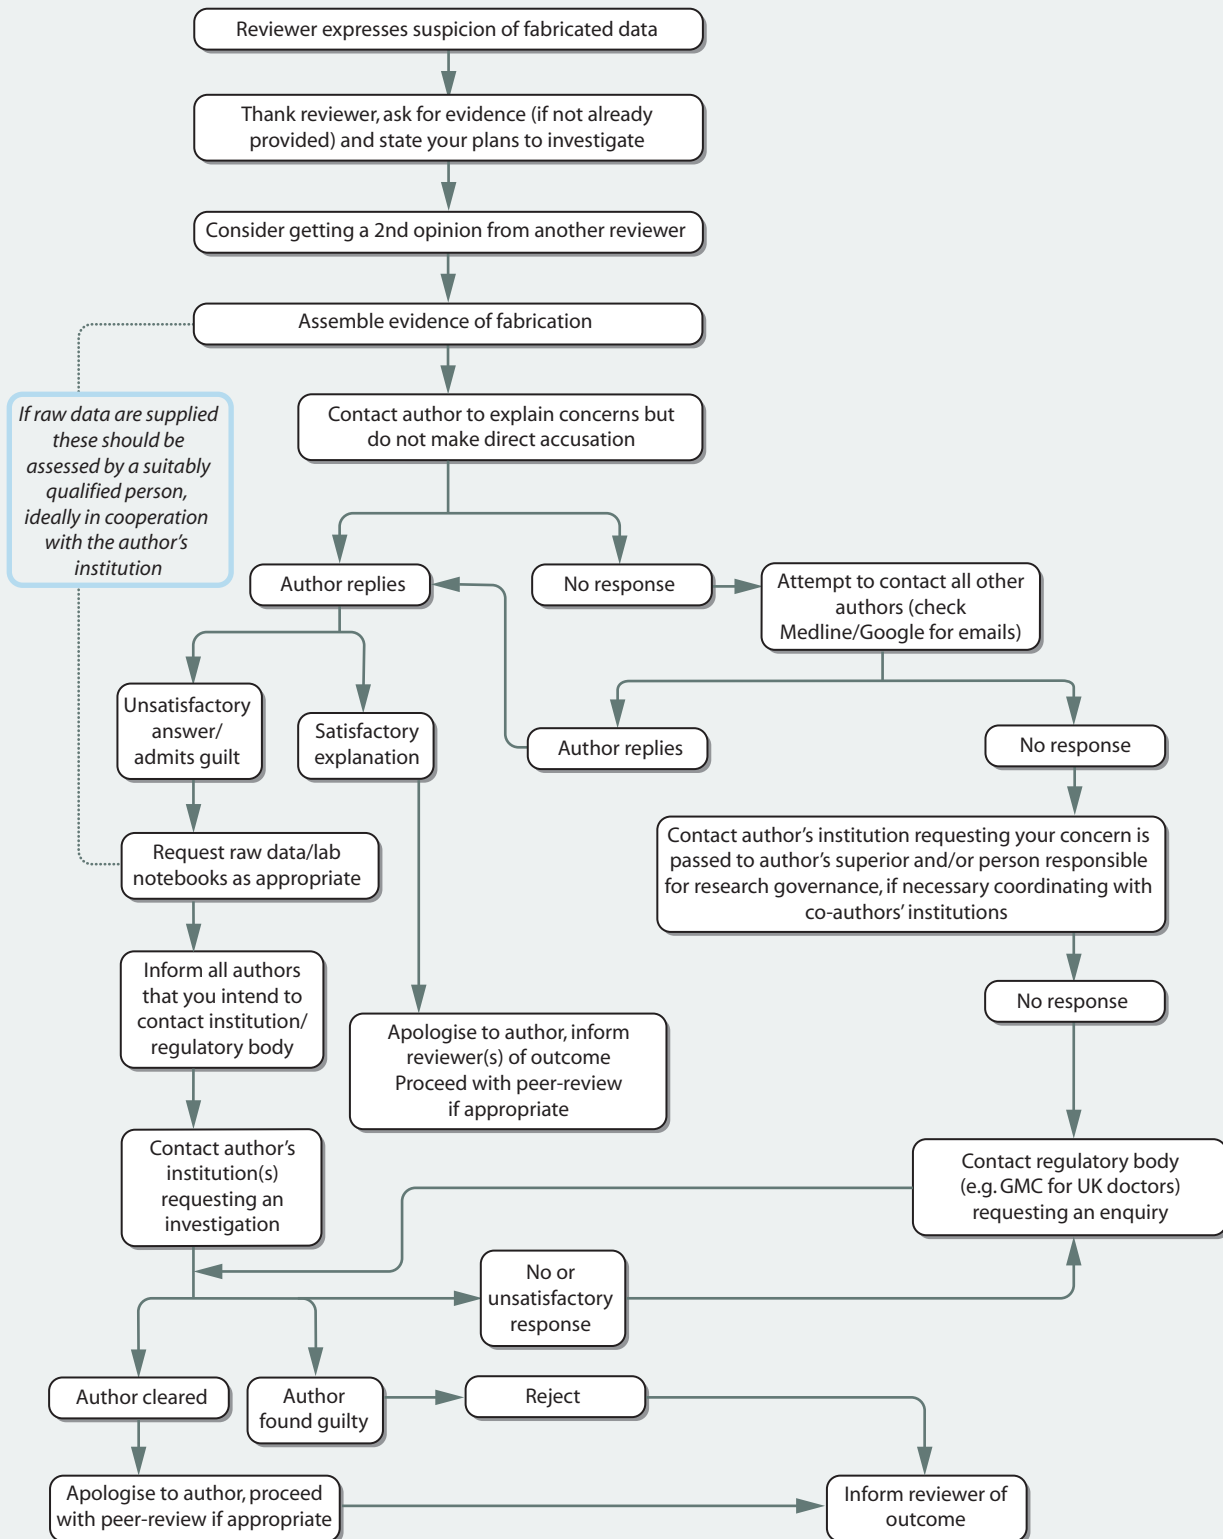 Reviewer expresses suspicion of fabricated data
Thank reviewer, ask for evidence (if not already
provided) and state your plans to investigate
Consider getting a 2nd opinion from another reviewer
Assemble evidence of fabrication
If raw data are supplied
these should be
assessed by a suitably
qualified person,
ideally in cooperation
with the author's
institution
Contact author to explain concerns but
do not make direct accusation
Author replies
No response
Attempt to contact all other
authors (check
Medline/Google for emails)
Unsatisfactory
answer/
admits guilt
Satisfactory
explanation
Author replies
No response
Request raw data/lab
notebooks as appropriate
Contact author's institution requesting your concern is
passed to author's superior and/or person responsible
for research governance, if necessary coordinating with
co-authors' institutions
Inform all authors
that you intend to
contact institution/
regulatory body
No response
Apologise to author, inform
reviewer(s) of outcome
Proceed with peer-review
if appropriate
Contact author's
institution(s)
requesting an
investigation
Contact regulatory body
(e.g. GMC for UK doctors)
requesting an enquiry
No or
unsatisfactory
response
Author cleared
Author
found guilty
Reject
Apologise to author, proceed
with peer-review if appropriate
Inform reviewer of
outcome